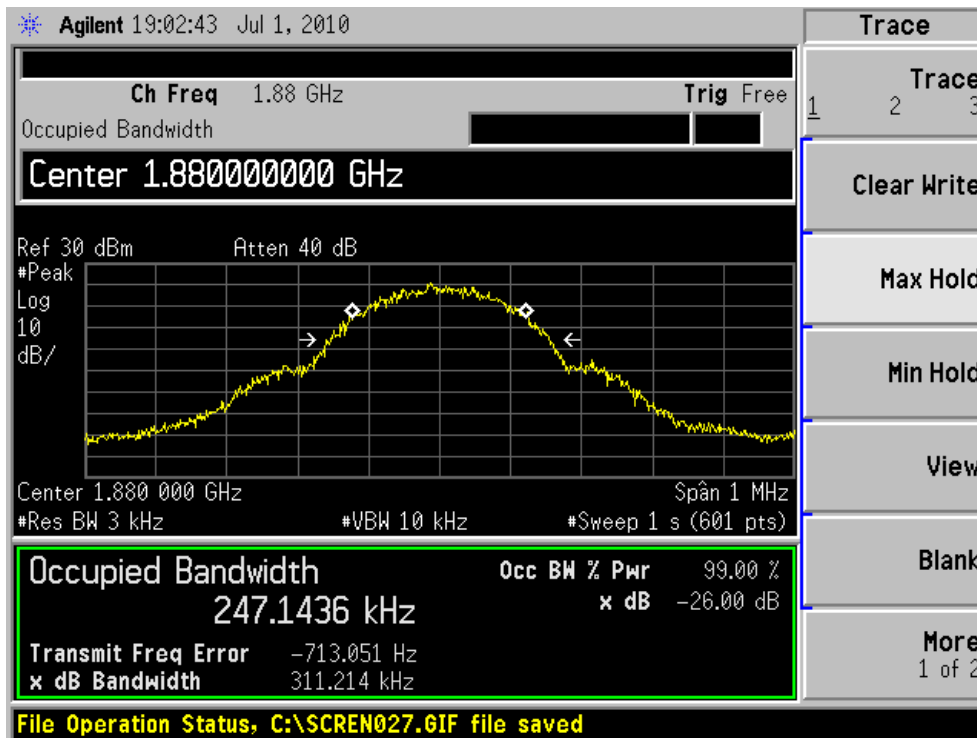 Agilent 19:02:43 Jul 1, 2010
Trace
Ch Freq 1.88 GHz Trig Free
Occupied Bandwidth
Center 1.880000000 GHz
Ref 30 dBm Atten 40 dB
#Peak
Log
10
dB/
Center 1.880 000 GHz Spân 1 MHz
#Res BW 3 kHz #VBW 10 kHz #Sweep 1 s (601 pts)
Occupied Bandwidth
247.1436 kHz
Occ BW % Pwr 99.00 %
x dB -26.00 dB
Transmit Freq Error -713.051 Hz
x dB Bandwidth 311.214 kHz
File Operation Status, C:\SCREN027.GIF file saved
Trace
1 2 3
Clear Write
Max Hold
Min Hold
View
Blank
More
1 of 2